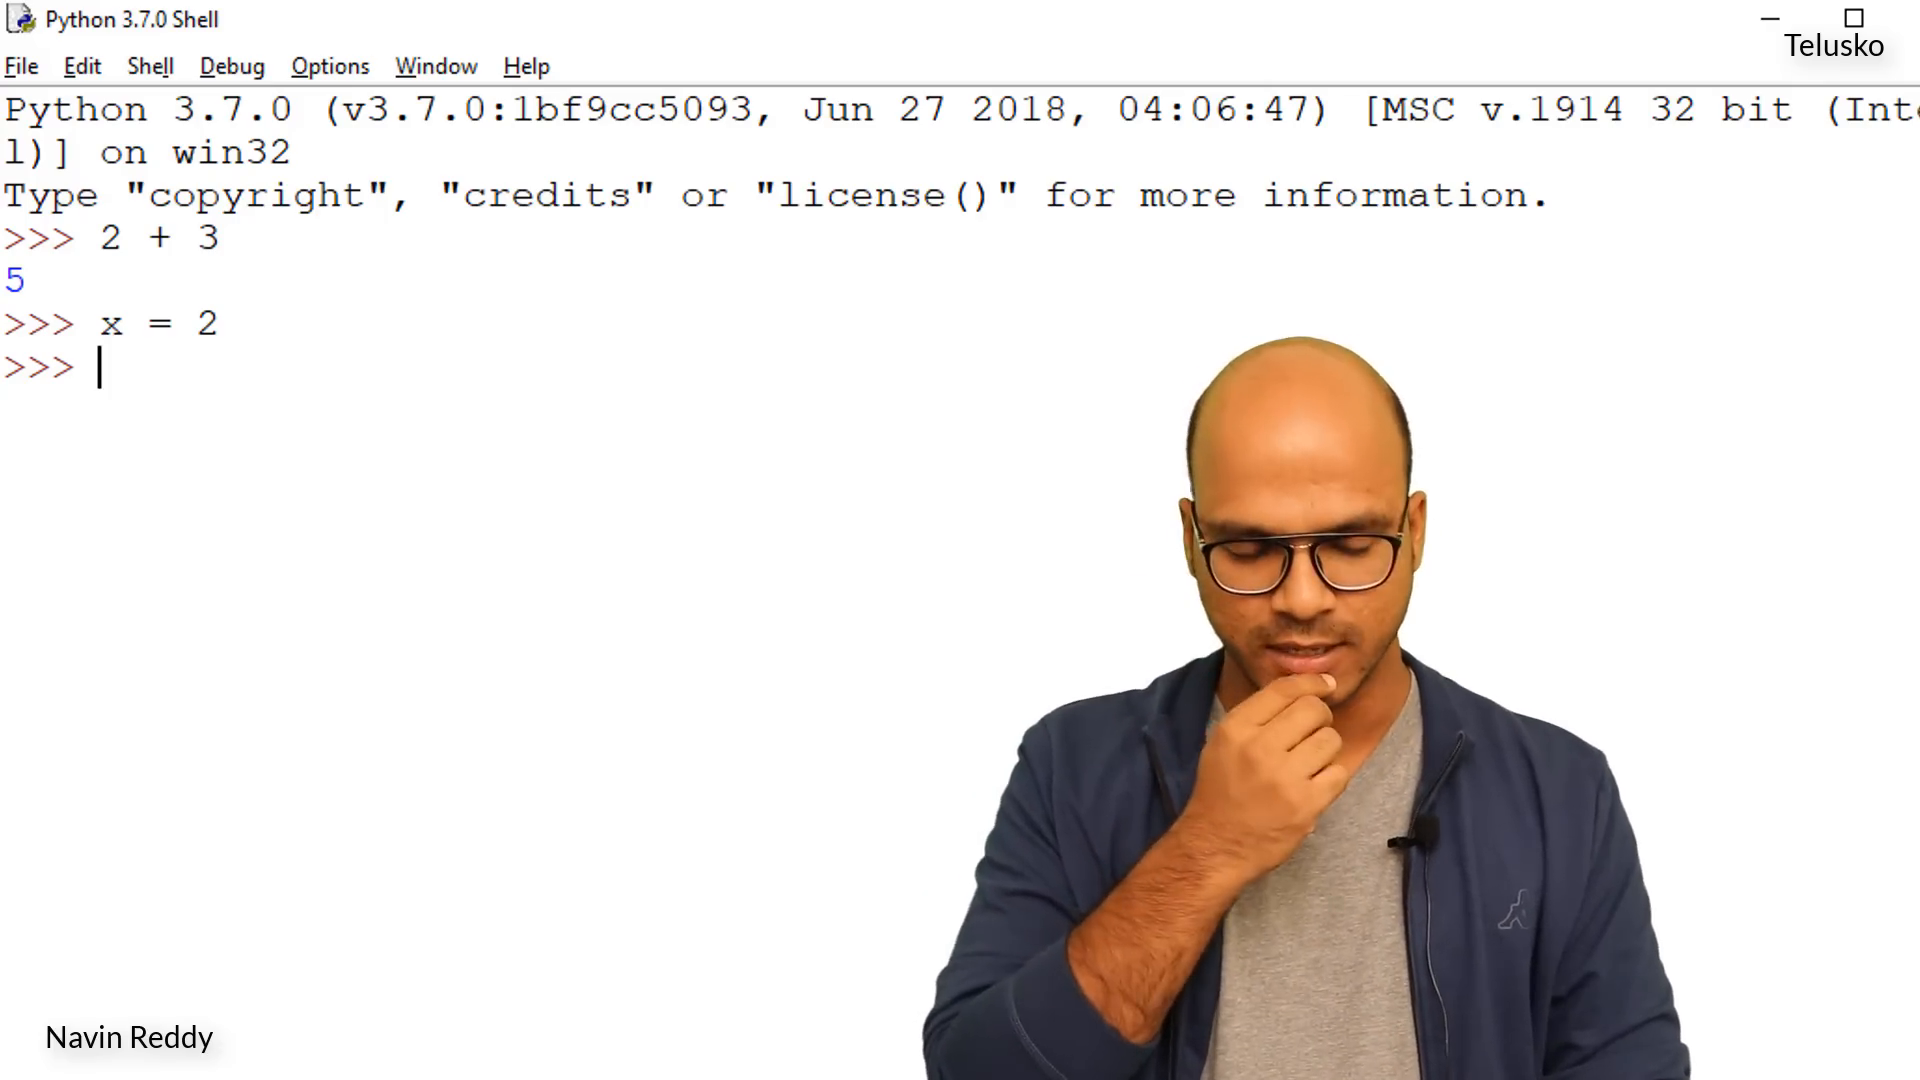 Python 3.7.0 Shell
Telusko
File Edit Shell Debug Options Window Help
Python 3.7.0 (v3.7.0:1bf9cc5093, Jun 27 2018, 04:06:47) [MSC v.1914 32 bit (Inte
l)] on win32
Type "copyright", "credits" or "license()" for more information.
>>> 2 + 3
5
>>> x = 2
>>>
Navin Reddy